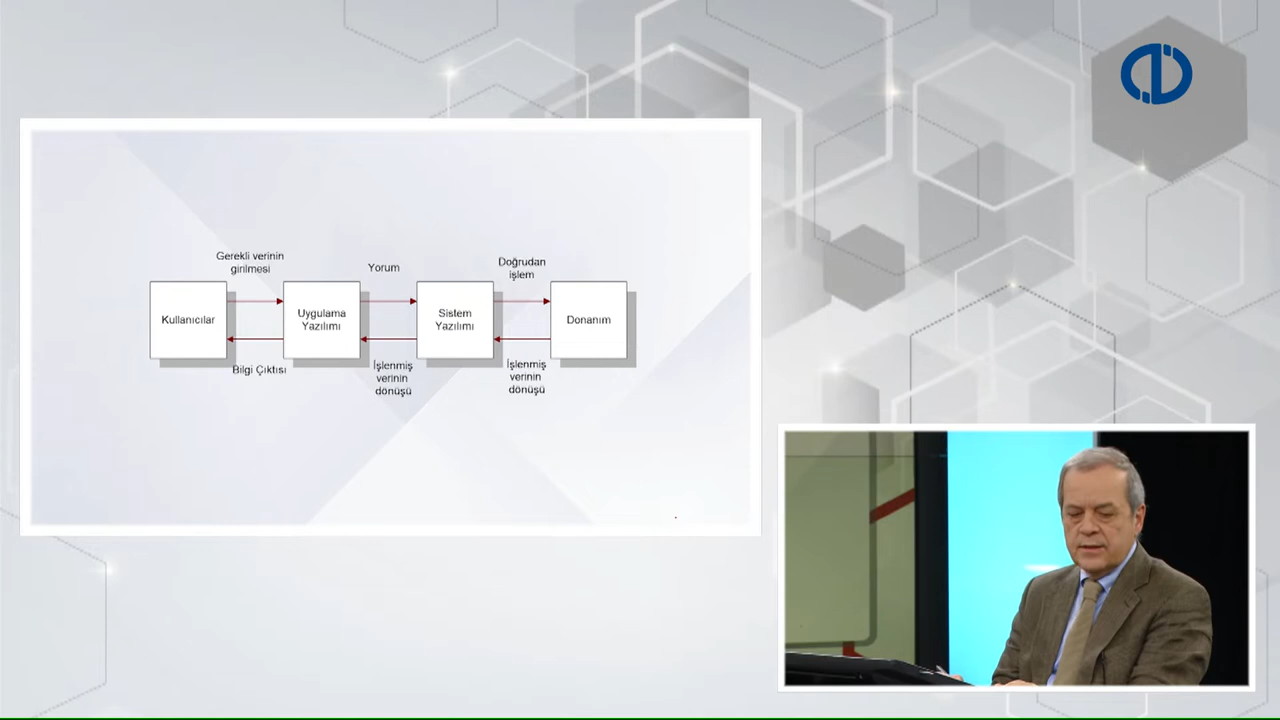 Gerekli verinin
girilmesi
Yorum
Doğrudan
işlem
Kullanıcılar
Uygulama
Yazılımı
Sistem
Yazılımı
Donanım
Bilgi Çıktısı
İşlenmiş
verinin
dönüşü
İşlenmiş
verinin
dönüşü